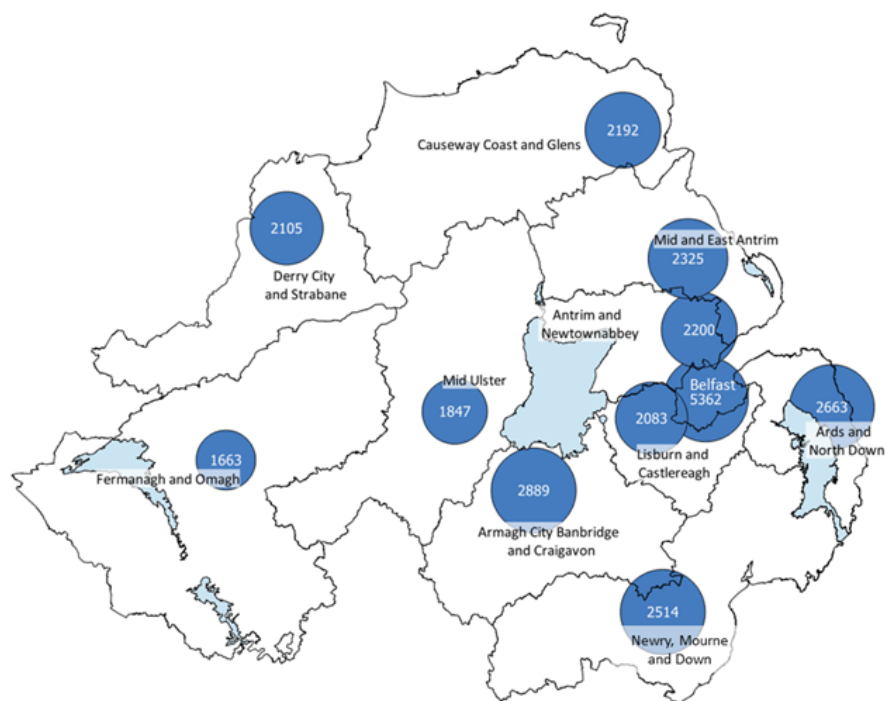 2192
Causeway Coast and Glens
2105
Derry City
and Strabane
Mid and East Antrim
2325
Antrim and
Newtownabbey
2200
Mid Ulster
1847
Belfast
5362
2083
Lisburn and
Castlereagh
2663
Ards and
North Down
1663
Fermanagh and Omagh
2889
Armagh City Banbridge
and Craigavon
2514
Newry, Mourne
and Down